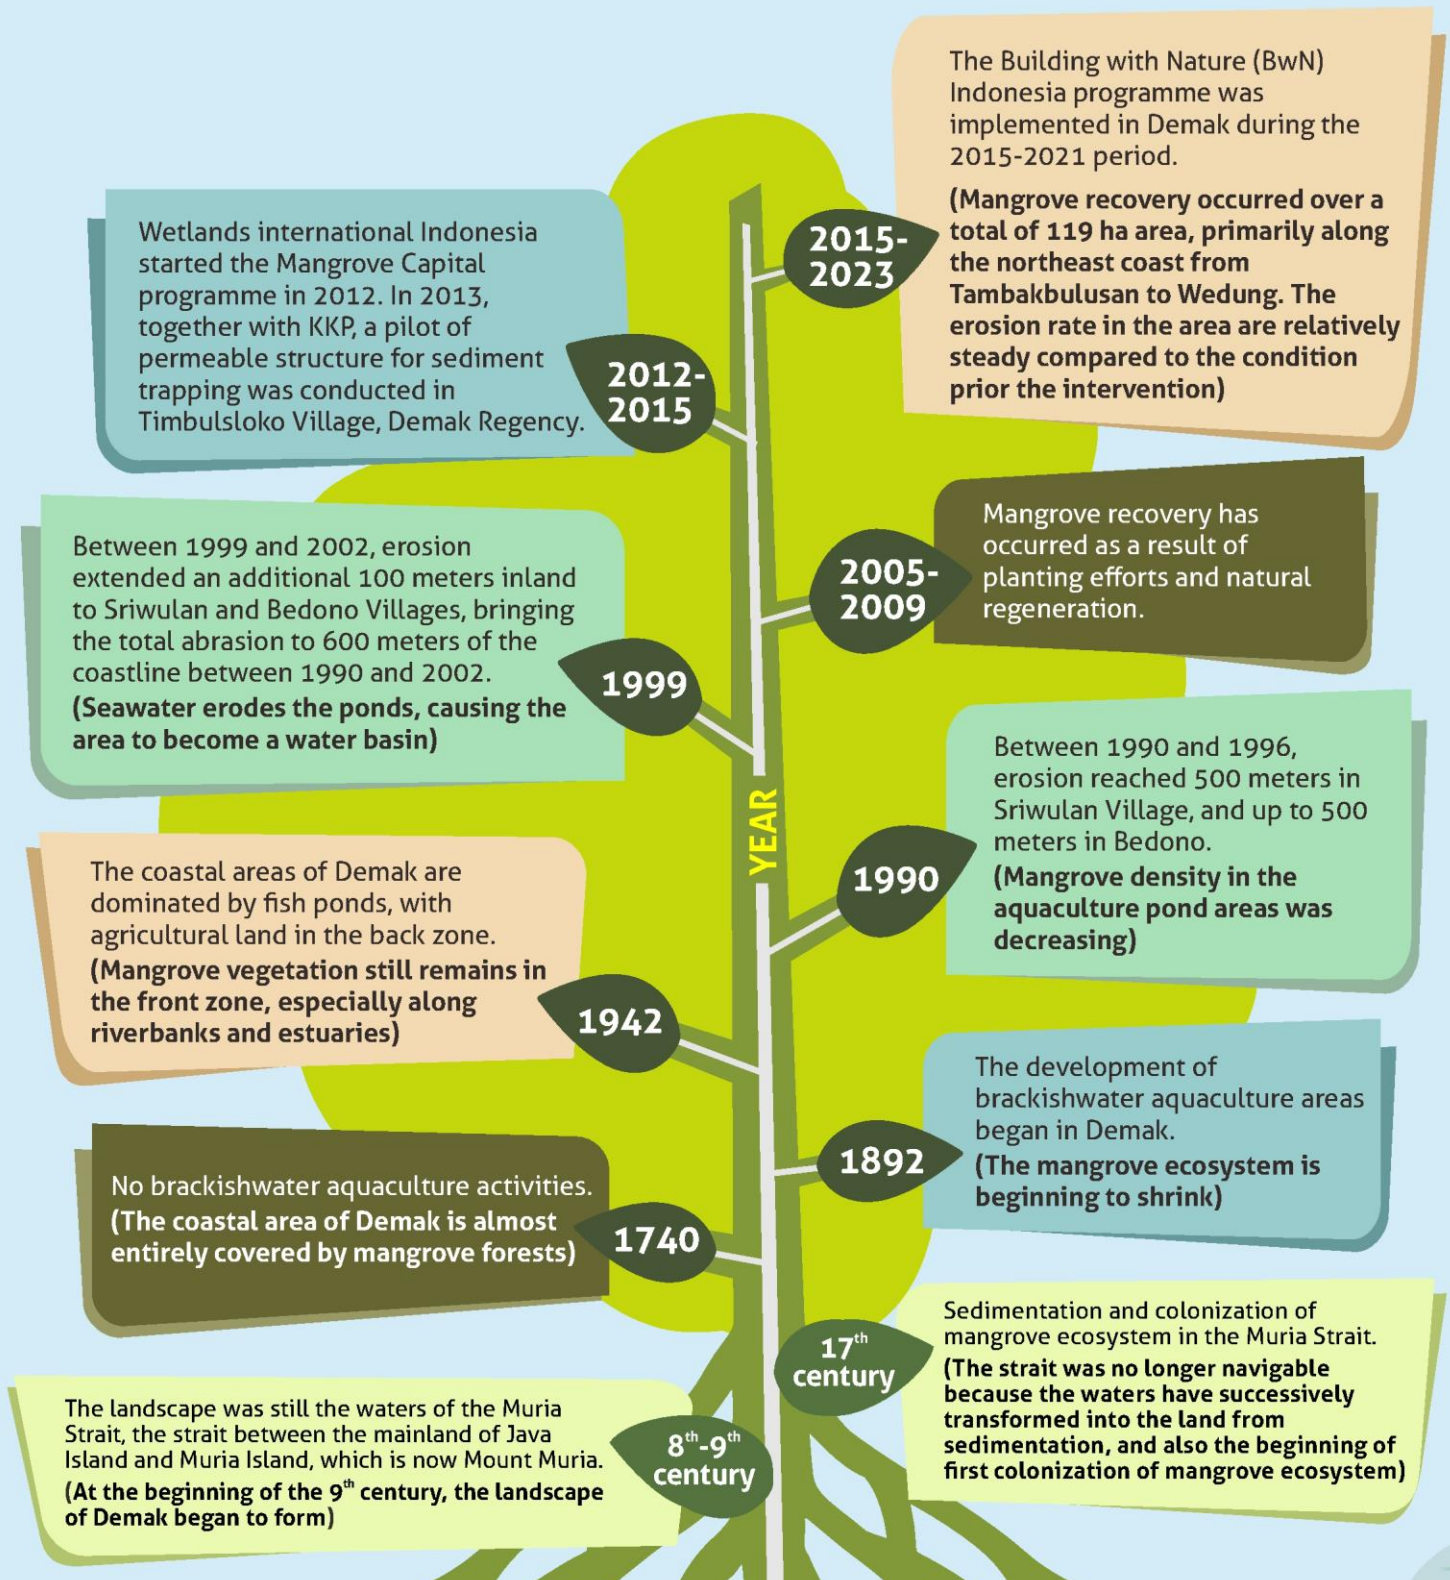 The Building with Nature (BwN)
Indonesia programme was
implemented in Demak during the
2015-2021 period.
(Mangrove recovery occurred over a
total of 119 ha area, primarily along
the northeast coast from
Tambakbulusan to Wedung. The
erosion rate in the area are relatively
steady compared to the condition
prior the intervention)
2015-
2023
Wetlands international Indonesia
started the Mangrove Capital
programme in 2012. In 2013,
together with KKP, a pilot of
permeable structure for sediment
trapping was conducted in
Timbulsloko Village, Demak Regency.
2012-
2015
Mangrove recovery has
occurred as a result of
planting efforts and natural
regeneration.
2005-
2009
Between 1999 and 2002, erosion
extended an additional 100 meters inland
to Sriwulan and Bedono Villages, bringing
the total abrasion to 600 meters of the
coastline between 1990 and 2002.
(Seawater erodes the ponds, causing the
area to become a water basin)
1999
YEAR
Between 1990 and 1996,
erosion reached 500 meters in
Sriwulan Village, and up to 500
meters in Bedono.
(Mangrove density in the
aquaculture pond areas was
decreasing)
1990
The coastal areas of Demak are
dominated by fish ponds, with
agricultural land in the back zone.
(Mangrove vegetation still remains in
the front zone, especially along
riverbanks and estuaries)
1942
The development of
brackishwater aquaculture areas
began in Demak.
(The mangrove ecosystem is
beginning to shrink)
1892
No brackishwater aquaculture activities.
(The coastal area of Demak is almost
entirely covered by mangrove forests)
1740
Sedimentation and colonization of
mangrove ecosystem in the Muria Strait.
(The strait was no longer navigable
because the waters have successively
transformed into the land from
sedimentation, and also the beginning of
first colonization of mangrove ecosystem)
17th
century
The landscape was still the waters of the Muria
Strait, the strait between the mainland of Java
Island and Muria Island, which is now Mount Muria.
(At the beginning of the 9th century, the landscape
of Demak began to form)
8th-9th
century